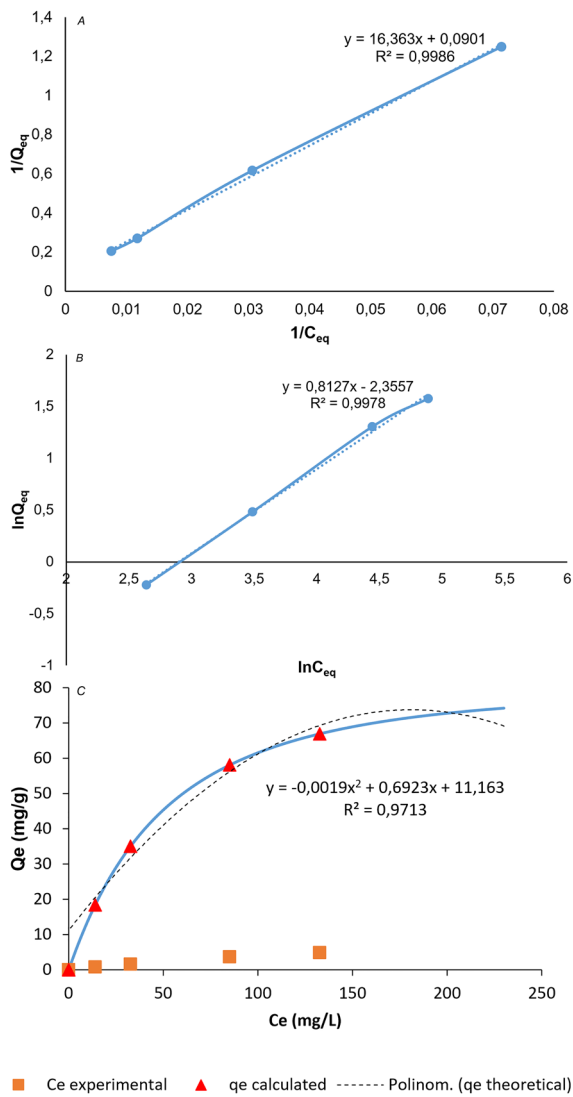 A
1,4
1,2
1
0,8
0,6
0,4
0,2
0
y = 16,363x + 0,0901
R² = 0,9986
1/Qeq
0 0,01 0,02 0,03 0,04 0,05 0,06 0,07 0,08
1/Ceq
B
2
1,5
1
0,5
0
-0,5
-1
y = 0,8127x - 2,3557
R² = 0,9978
lnQeq
2 2,5 3 3,5 4 4,5 5 5,5 6
lnCeq
C
80
70
60
50
40
30
20
10
0
y = -0,0019x² + 0,6923x + 11,163
R² = 0,9713
Qe (mg/g)
0 50 100 150 200 250
Ce (mg/L)
Ce experimental qe calculated Polinom. (qe theoretical)